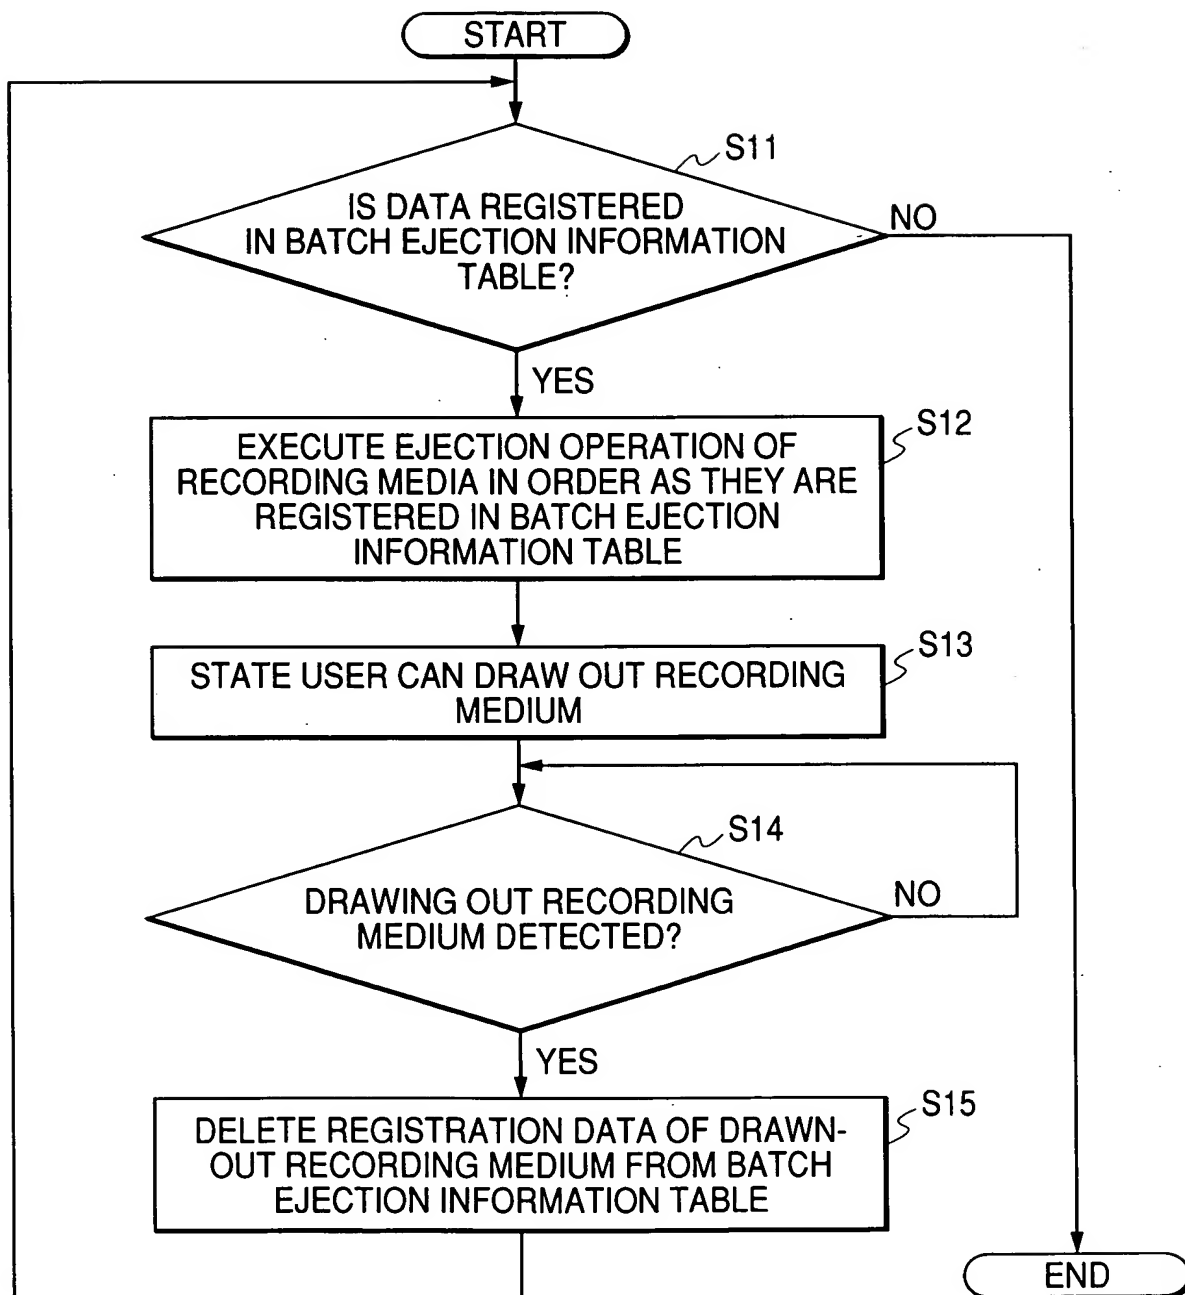 START
S11
IS DATA REGISTERED
IN BATCH EJECTION INFORMATION
TABLE?
NO
YES
S12
EXECUTE EJECTION OPERATION OF
RECORDING MEDIA IN ORDER AS THEY ARE
REGISTERED IN BATCH EJECTION
INFORMATION TABLE
S13
STATE USER CAN DRAW OUT RECORDING
MEDIUM
S14
DRAWING OUT RECORDING
MEDIUM DETECTED?
NO
YES
S15
DELETE REGISTRATION DATA OF DRAWN-
OUT RECORDING MEDIUM FROM BATCH
EJECTION INFORMATION TABLE
END